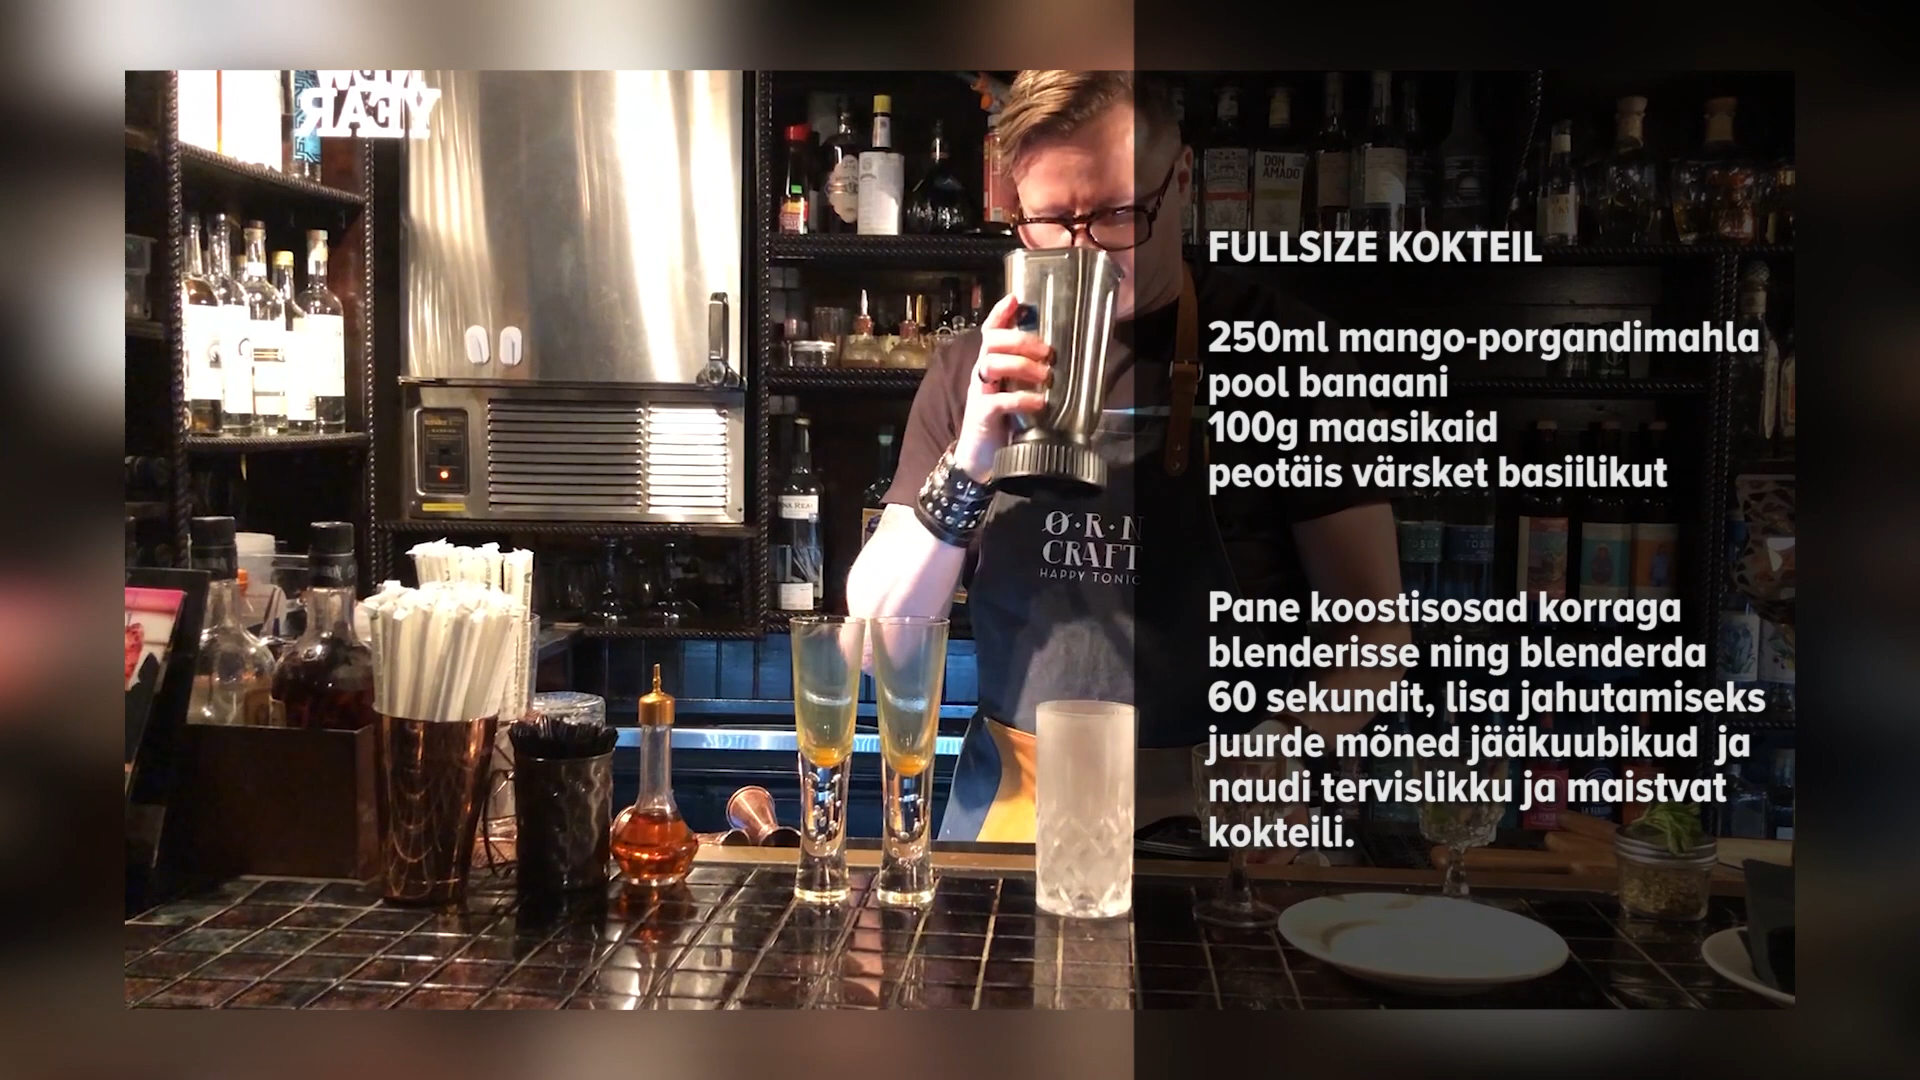 YEAR
DON
AMADO
FULLSIZE KOKTEIL
250ml mango-porgandimahla
pool banaani
100g maasikaid
peotäis värsket basiilikut
Ø·R·N
CRAFT
HAPPY TONIC
Pane koostisosad korraga
blenderisse ning blenderda
60 sekundit, lisa jahutamiseks
juurde mõned jääkuubikud ja
naudi tervislikku ja maistvat
kokteili.